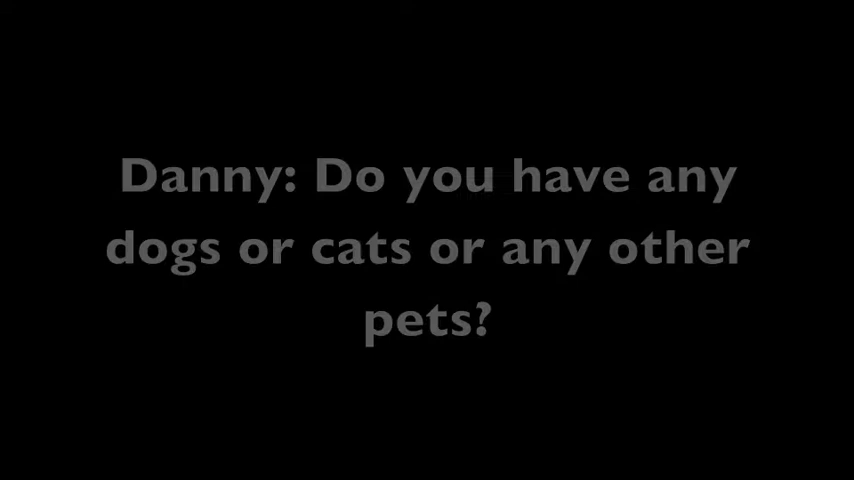 Danny: Do you have any
dogs or cats or any other
pets?